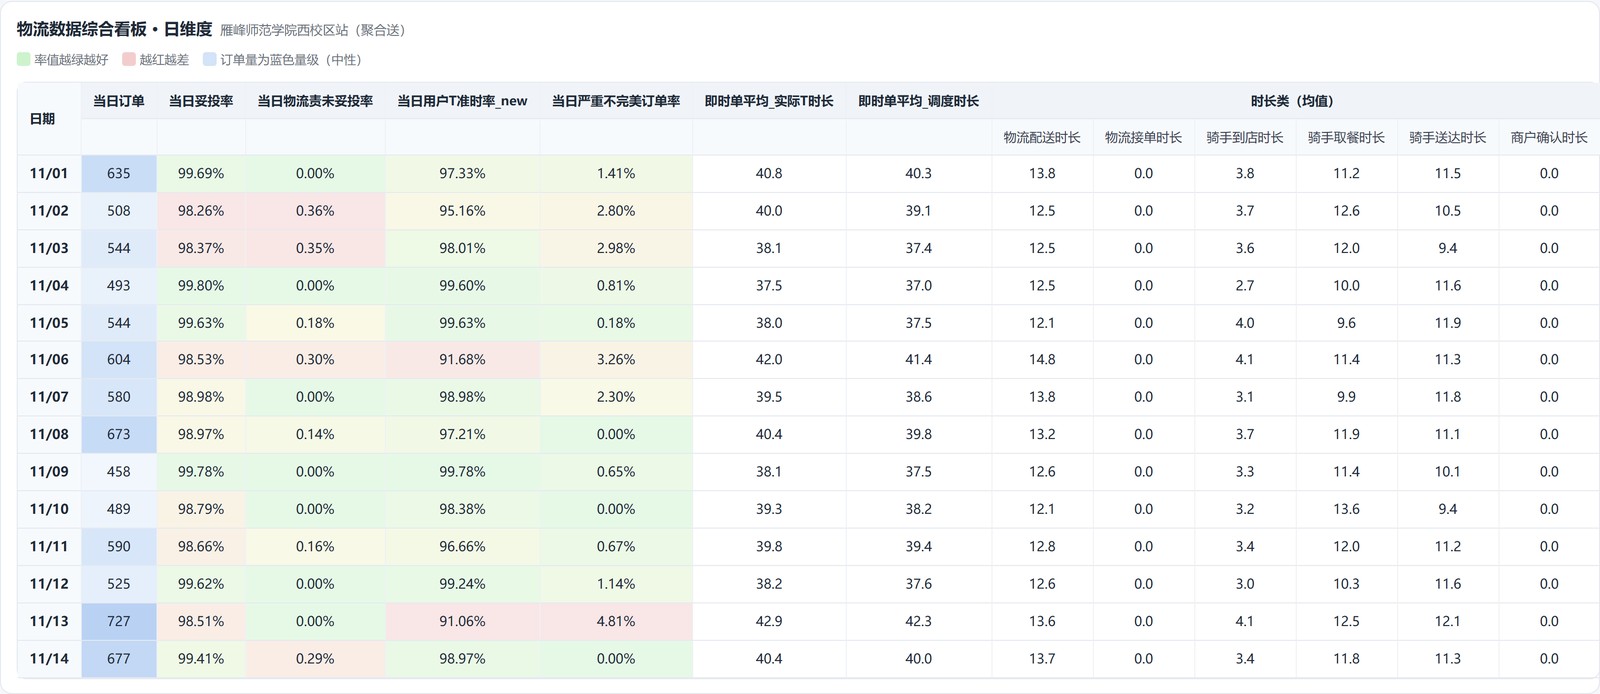 物流数据综合看板・日维度 雁峰师范学院西校区站（聚合送）
率值越绿越好 越红越差 订单量为蓝色量级（中性）
日期 当日订单 当日妥投率 当日物流责未妥投率 当日用户T准时率_new 当日严重不完美订单率 即时单平均_实际T时长 即时单平均_调度时长 时长类（均值）
物流配送时长 物流接单时长 骑手到店时长 骑手取餐时长 骑手送达时长 商户确认时长
11/01 635 99.69% 0.00% 97.33% 1.41% 40.8 40.3 13.8 0.0 3.8 11.2 11.5 0.0
11/02 508 98.26% 0.36% 95.16% 2.80% 40.0 39.1 12.5 0.0 3.7 12.6 10.5 0.0
11/03 544 98.37% 0.35% 98.01% 2.98% 38.1 37.4 12.5 0.0 3.6 12.0 9.4 0.0
11/04 493 99.80% 0.00% 99.60% 0.81% 37.5 37.0 12.5 0.0 2.7 10.0 11.6 0.0
11/05 544 99.63% 0.18% 99.63% 0.18% 38.0 37.5 12.1 0.0 4.0 9.6 11.9 0.0
11/06 604 98.53% 0.30% 91.68% 3.26% 42.0 41.4 14.8 0.0 4.1 11.4 11.3 0.0
11/07 580 98.98% 0.00% 98.98% 2.30% 39.5 38.6 13.8 0.0 3.1 9.9 11.8 0.0
11/08 673 98.97% 0.14% 97.21% 0.00% 40.4 39.8 13.2 0.0 3.7 11.9 11.1 0.0
11/09 458 99.78% 0.00% 99.78% 0.65% 38.1 37.5 12.6 0.0 3.3 11.4 10.1 0.0
11/10 489 98.79% 0.00% 98.38% 0.00% 39.3 38.2 12.1 0.0 3.2 13.6 9.4 0.0
11/11 590 98.66% 0.16% 96.66% 0.67% 39.8 39.4 12.8 0.0 3.4 12.0 11.2 0.0
11/12 525 99.62% 0.00% 99.24% 1.14% 38.2 37.6 12.6 0.0 3.0 10.3 11.6 0.0
11/13 727 98.51% 0.00% 91.06% 4.81% 42.9 42.3 13.6 0.0 4.1 12.5 12.1 0.0
11/14 677 99.41% 0.29% 98.97% 0.00% 40.4 40.0 13.7 0.0 3.4 11.8 11.3 0.0